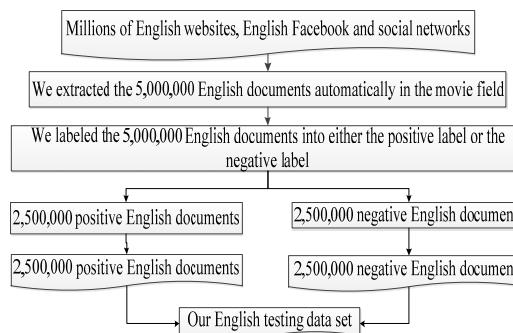 Millions of English websites, English Facebook and social networks
We extracted the 5,000,000 English documents automatically in the movie field
We labeled the 5,000,000 English documents into either the positive label or the
negative label
2,500,000 positive English documents
2,500,000 negative English documen
2,500,000 positive English documents
2,500,000 negative English documen
Our English testing data set